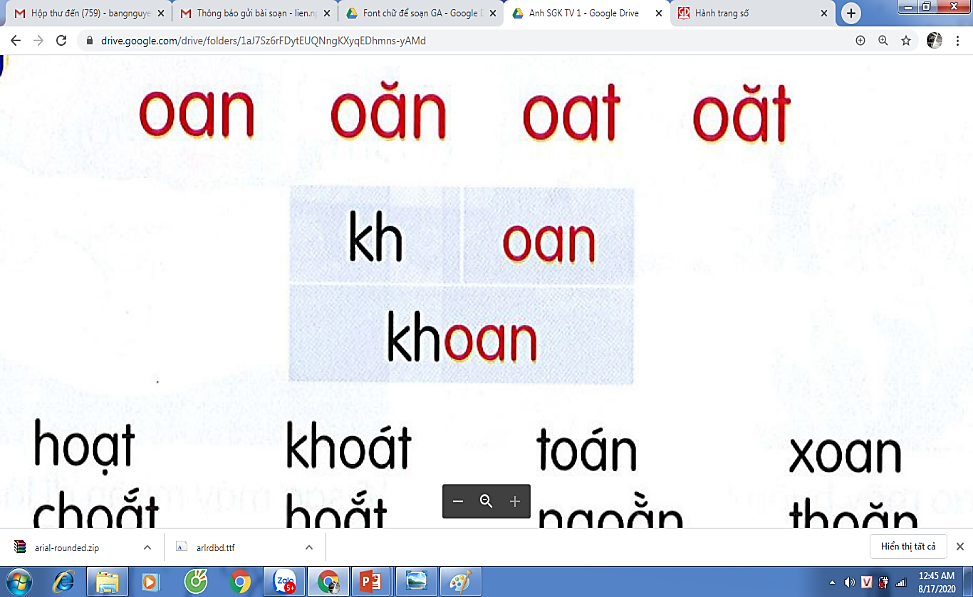 Hộp thư đến (759) - bangnguye
Thông báo gửi bài soạn - lien.n
Font chữ để soạn GA - Google D
Anh SGK TV 1 - Google Drive
Hành trang số
drive.google.com/drive/folders/1aJ7Sz6rFDytEUQNngKXyqEDhmns-yAMd
oan oăn oat oăt
kh oan
khoan
hoạt khoát toán xoan
choắt hoắt ngoằn thoăn
arial-rounded.zip
arlrdbd.ttf
Hiển thị tất cả
Zalo
5+
V
12:45 AM
8/17/2020